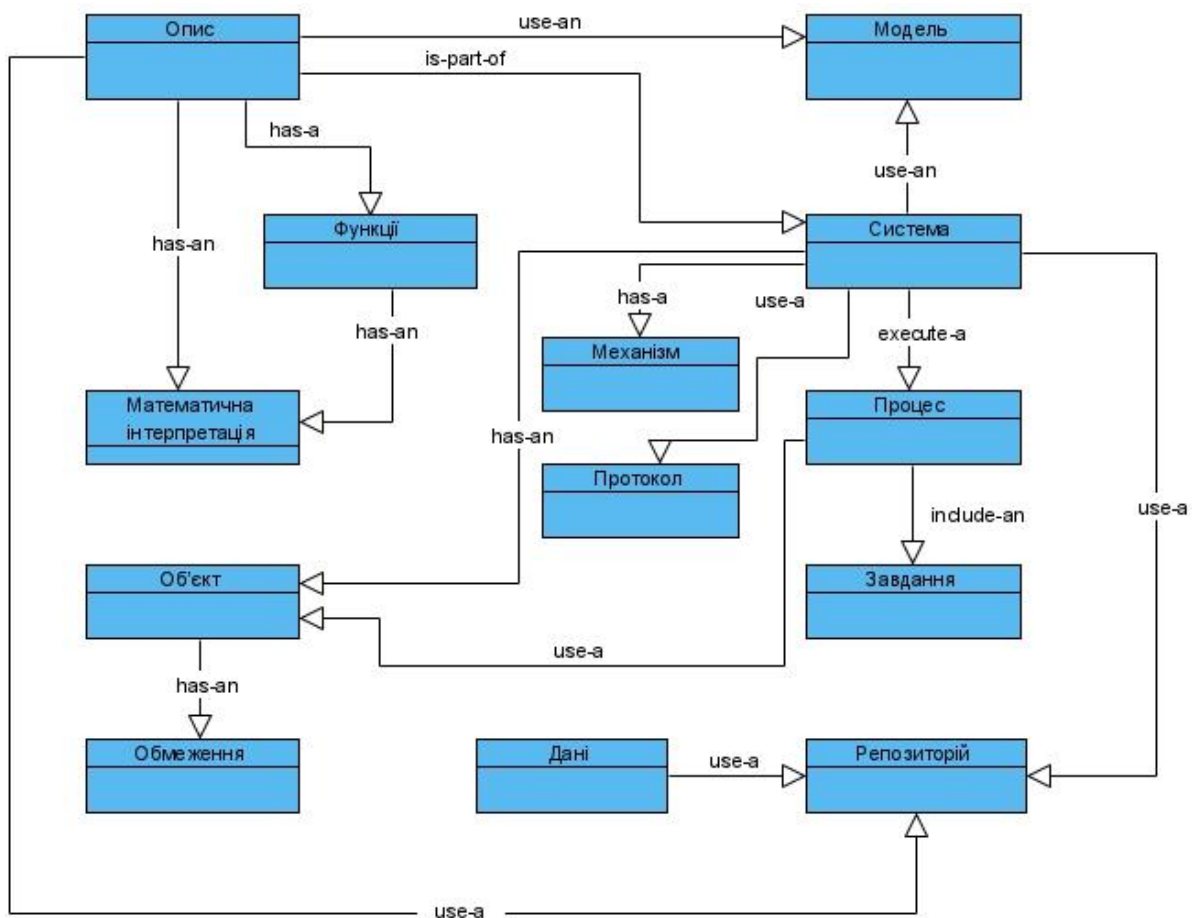 Опис
use-an
Модель
is-part-of
has-a
use-an
Функції
Система
has-an
has-a
use-a
has-an
execute-a
Механізм
Математична
інтерпретація
Процес
has-an
Протокол
use-a
include-an
Об'єкт
Завдання
use-a
has-an
Обмеження
Дані
use-a
Репозиторій
use-a